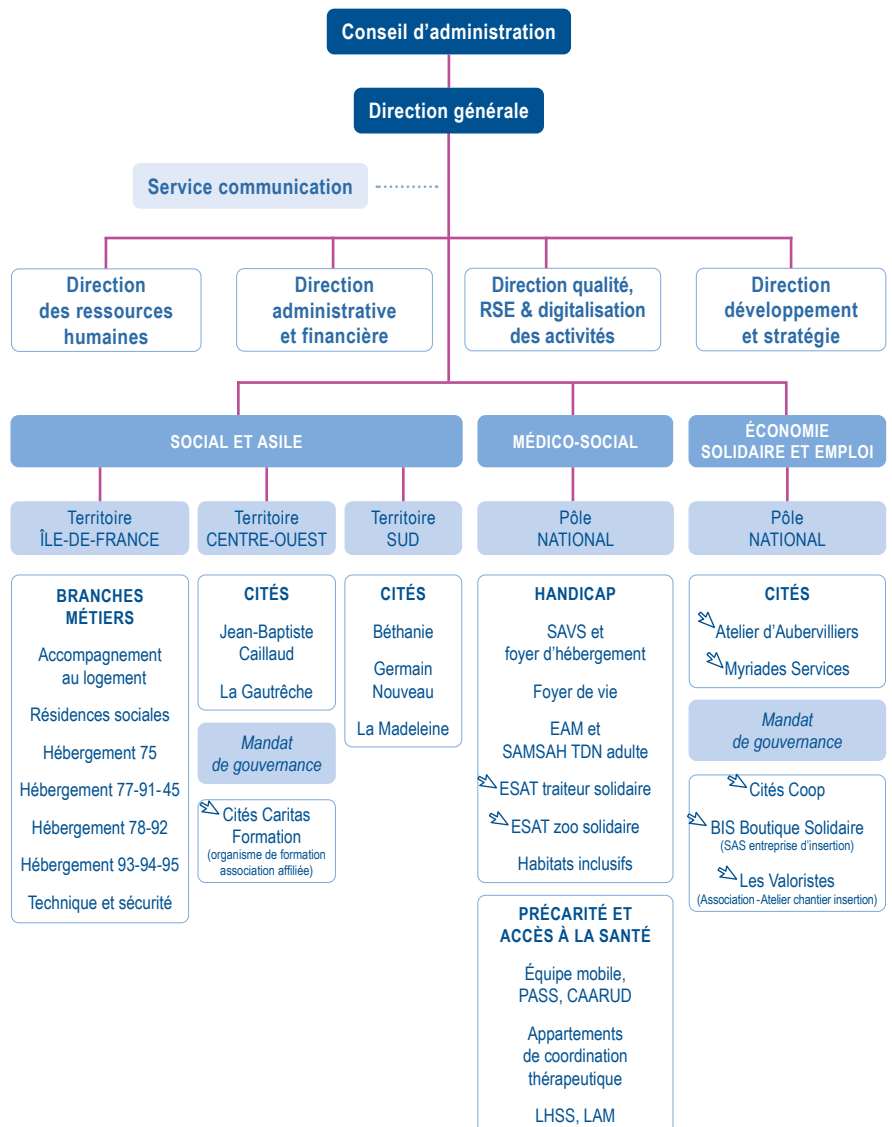 Conseil d'administration
Direction générale
Service communication
Direction
des ressources
humaines
Direction
administrative
et financière
Direction qualité,
RSE & digitalisation
des activités
Direction
développement
et stratégie
SOCIAL ET ASILE
MÉDICO-SOCIAL
ÉCONOMIE
SOLIDAIRE ET EMPLOI
Territoire
ÎLE-DE-FRANCE
Territoire
CENTRE-OUEST
Territoire
SUD
Pôle
NATIONAL
Pôle
NATIONAL
BRANCHES
MÉTIERS
Accompagnement
au logement
Résidences sociales
Hébergement 75
Hébergement 77-91-45
Hébergement 78-92
Hébergement 93-94-95
Technique et sécurité
CITÉS
Jean-Baptiste
Caillaud
La Gautrêche
Mandat
de gouvernance
Cités Caritas
Formation
(organisme de formation
association affiliée)
CITÉS
Béthanie
Germain
Nouveau
La Madeleine
HANDICAP
SAVS et
foyer d'hébergement
Foyer de vie
EAM et
SAMSAH TDN adulte
ESAT traiteur solidaire
ESAT zoo solidaire
Habitats inclusifs
PRÉCARITÉ ET
ACCÈS À LA SANTÉ
Équipe mobile,
PASS, CAARUD
Appartements
de coordination
thérapeutique
LHSS, LAM
CITÉS
Atelier d'Aubervilliers
Myriades Services
Mandat
de gouvernance
Cités Coop
BIS Boutique Solidaire
(SAS entreprise d'insertion)
Les Valoristes
(Association -Atelier chantier insertion)